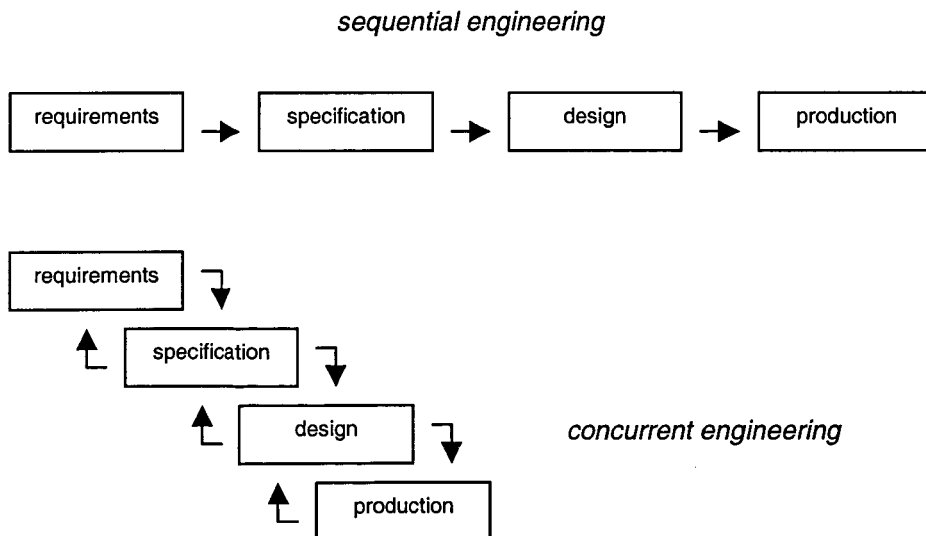 sequential engineering
requirements
specification
design
production
requirements
specification
design
concurrent engineering
production